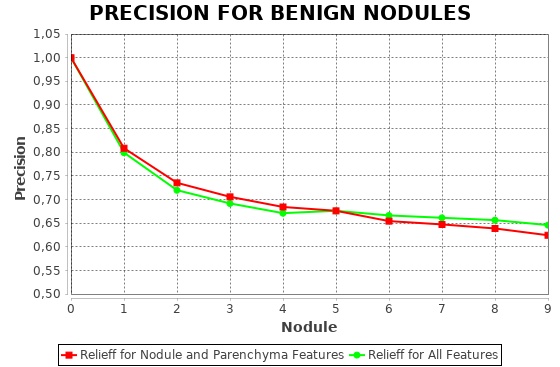 PRECISION FOR BENIGN NODULES
1,05
1,00
0,95
0,90
0,85
0,80
0,75
0,70
0,65
0,60
0,55
0,50
Precision
0 1 2 3 4 5 6 7 8 9
Nodule
Relieff for Nodule and Parenchyma Features Relieff for All Features